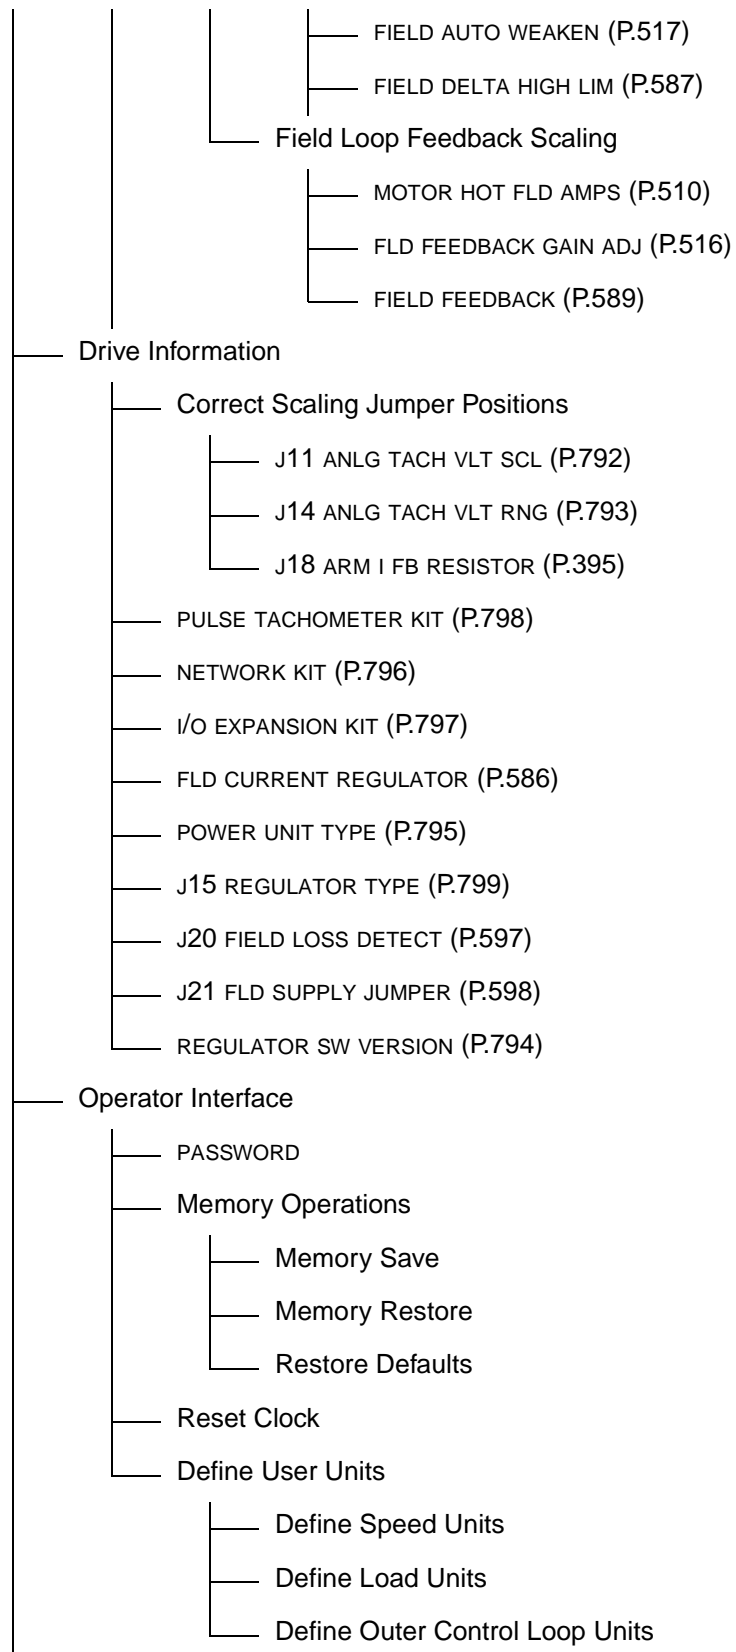 FIELD AUTO WEAKEN (P.517)
FIELD DELTA HIGH LIM (P.587)
Field Loop Feedback Scaling
MOTOR HOT FLD AMPS (P.510)
FLD FEEDBACK GAIN ADJ (P.516)
FIELD FEEDBACK (P.589)
Drive Information
Correct Scaling Jumper Positions
J11 ANLG TACH VLT SCL (P.792)
J14 ANLG TACH VLT RNG (P.793)
J18 ARM I FB RESISTOR (P.395)
PULSE TACHOMETER KIT (P.798)
NETWORK KIT (P.796)
I/O EXPANSION KIT (P.797)
FLD CURRENT REGULATOR (P.586)
POWER UNIT TYPE (P.795)
J15 REGULATOR TYPE (P.799)
J20 FIELD LOSS DETECT (P.597)
J21 FLD SUPPLY JUMPER (P.598)
REGULATOR SW VERSION (P.794)
Operator Interface
PASSWORD
Memory Operations
Memory Save
Memory Restore
Restore Defaults
Reset Clock
Define User Units
Define Speed Units
Define Load Units
Define Outer Control Loop Units